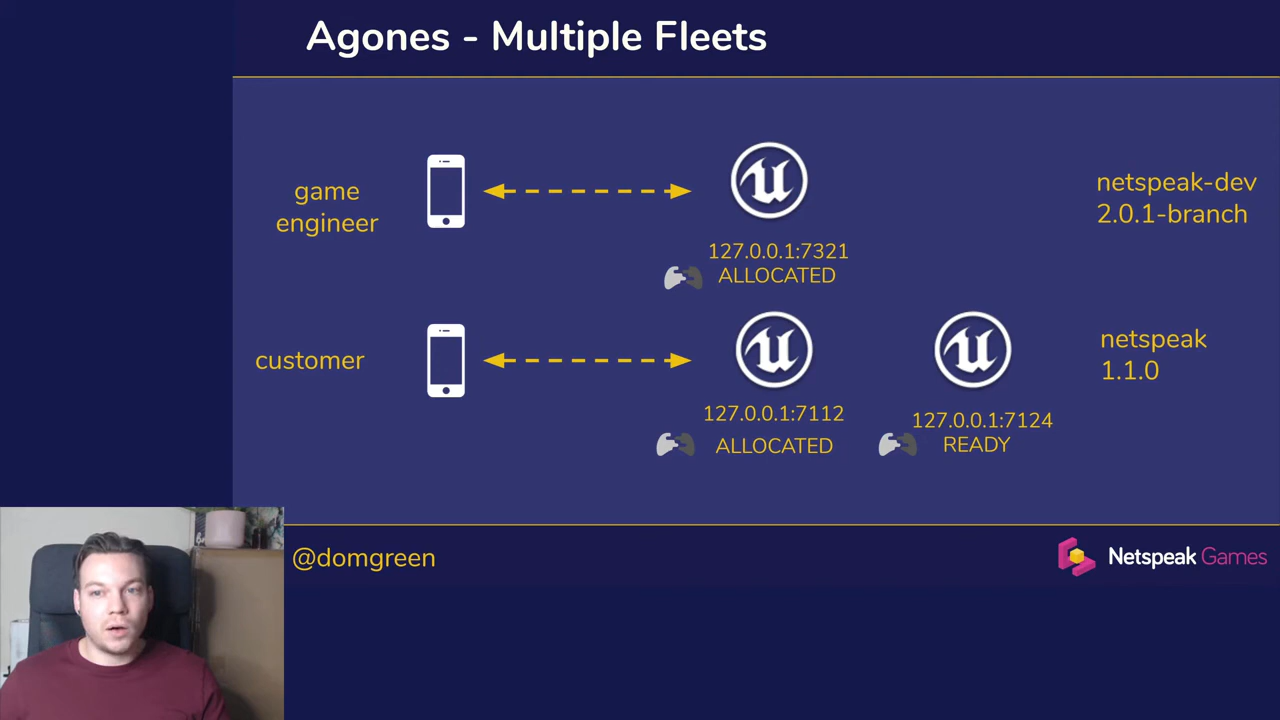 Agones - Multiple Fleets
game
engineer
127.0.0.1:7321
ALLOCATED
netspeak-dev
2.0.1-branch
customer
127.0.0.1:7112
ALLOCATED
127.0.0.1:7124
READY
netspeak
1.1.0
@domgreen
Netspeak Games